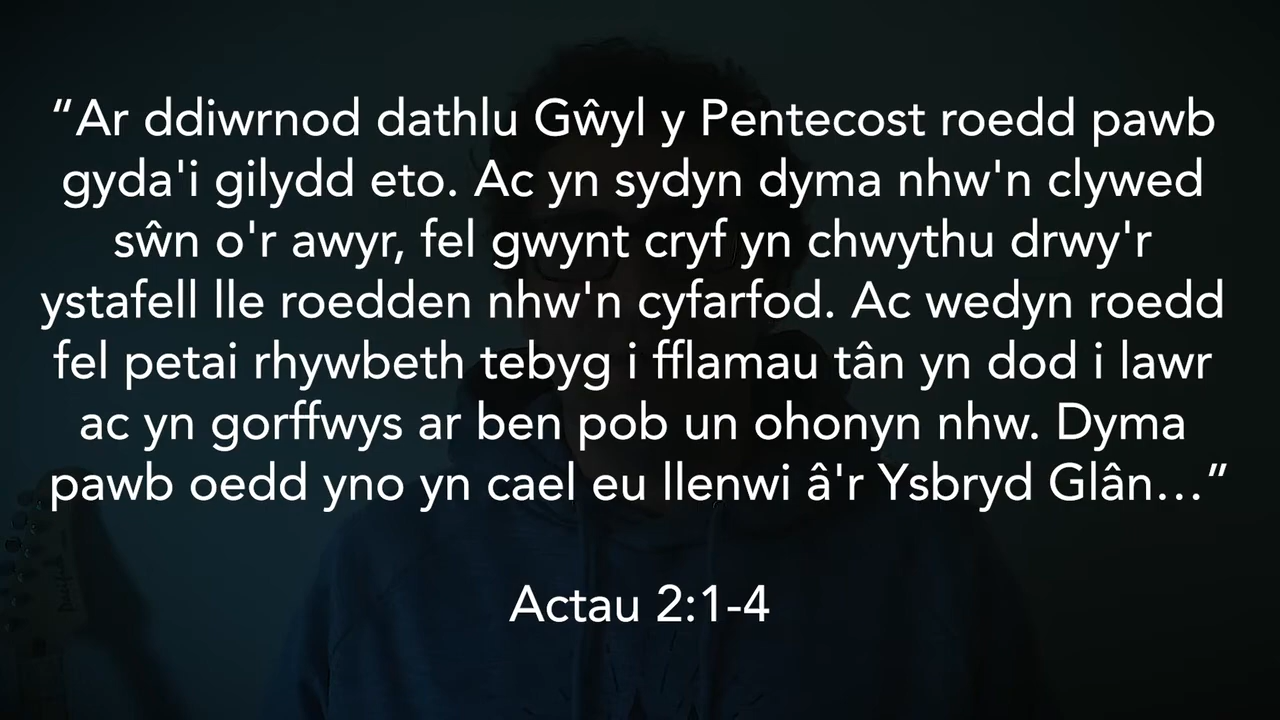 “Ar ddiwrnod dathlu Gŵyl y Pentecost roedd pawb
gyda'i gilydd eto. Ac yn sydyn dyma nhw'n clywed
sŵn o'r awyr, fel gwynt cryf yn chwythu drwy'r
ystafell lle roedden nhw'n cyfarfod. Ac wedyn roedd
fel petai rhywbeth tebyg i fflamau tân yn dod i lawr
ac yn gorffwys ar ben pob un ohonyn nhw. Dyma
pawb oedd yno yn cael eu llenwi â'r Ysbryd Glân...”
Actau 2:1-4